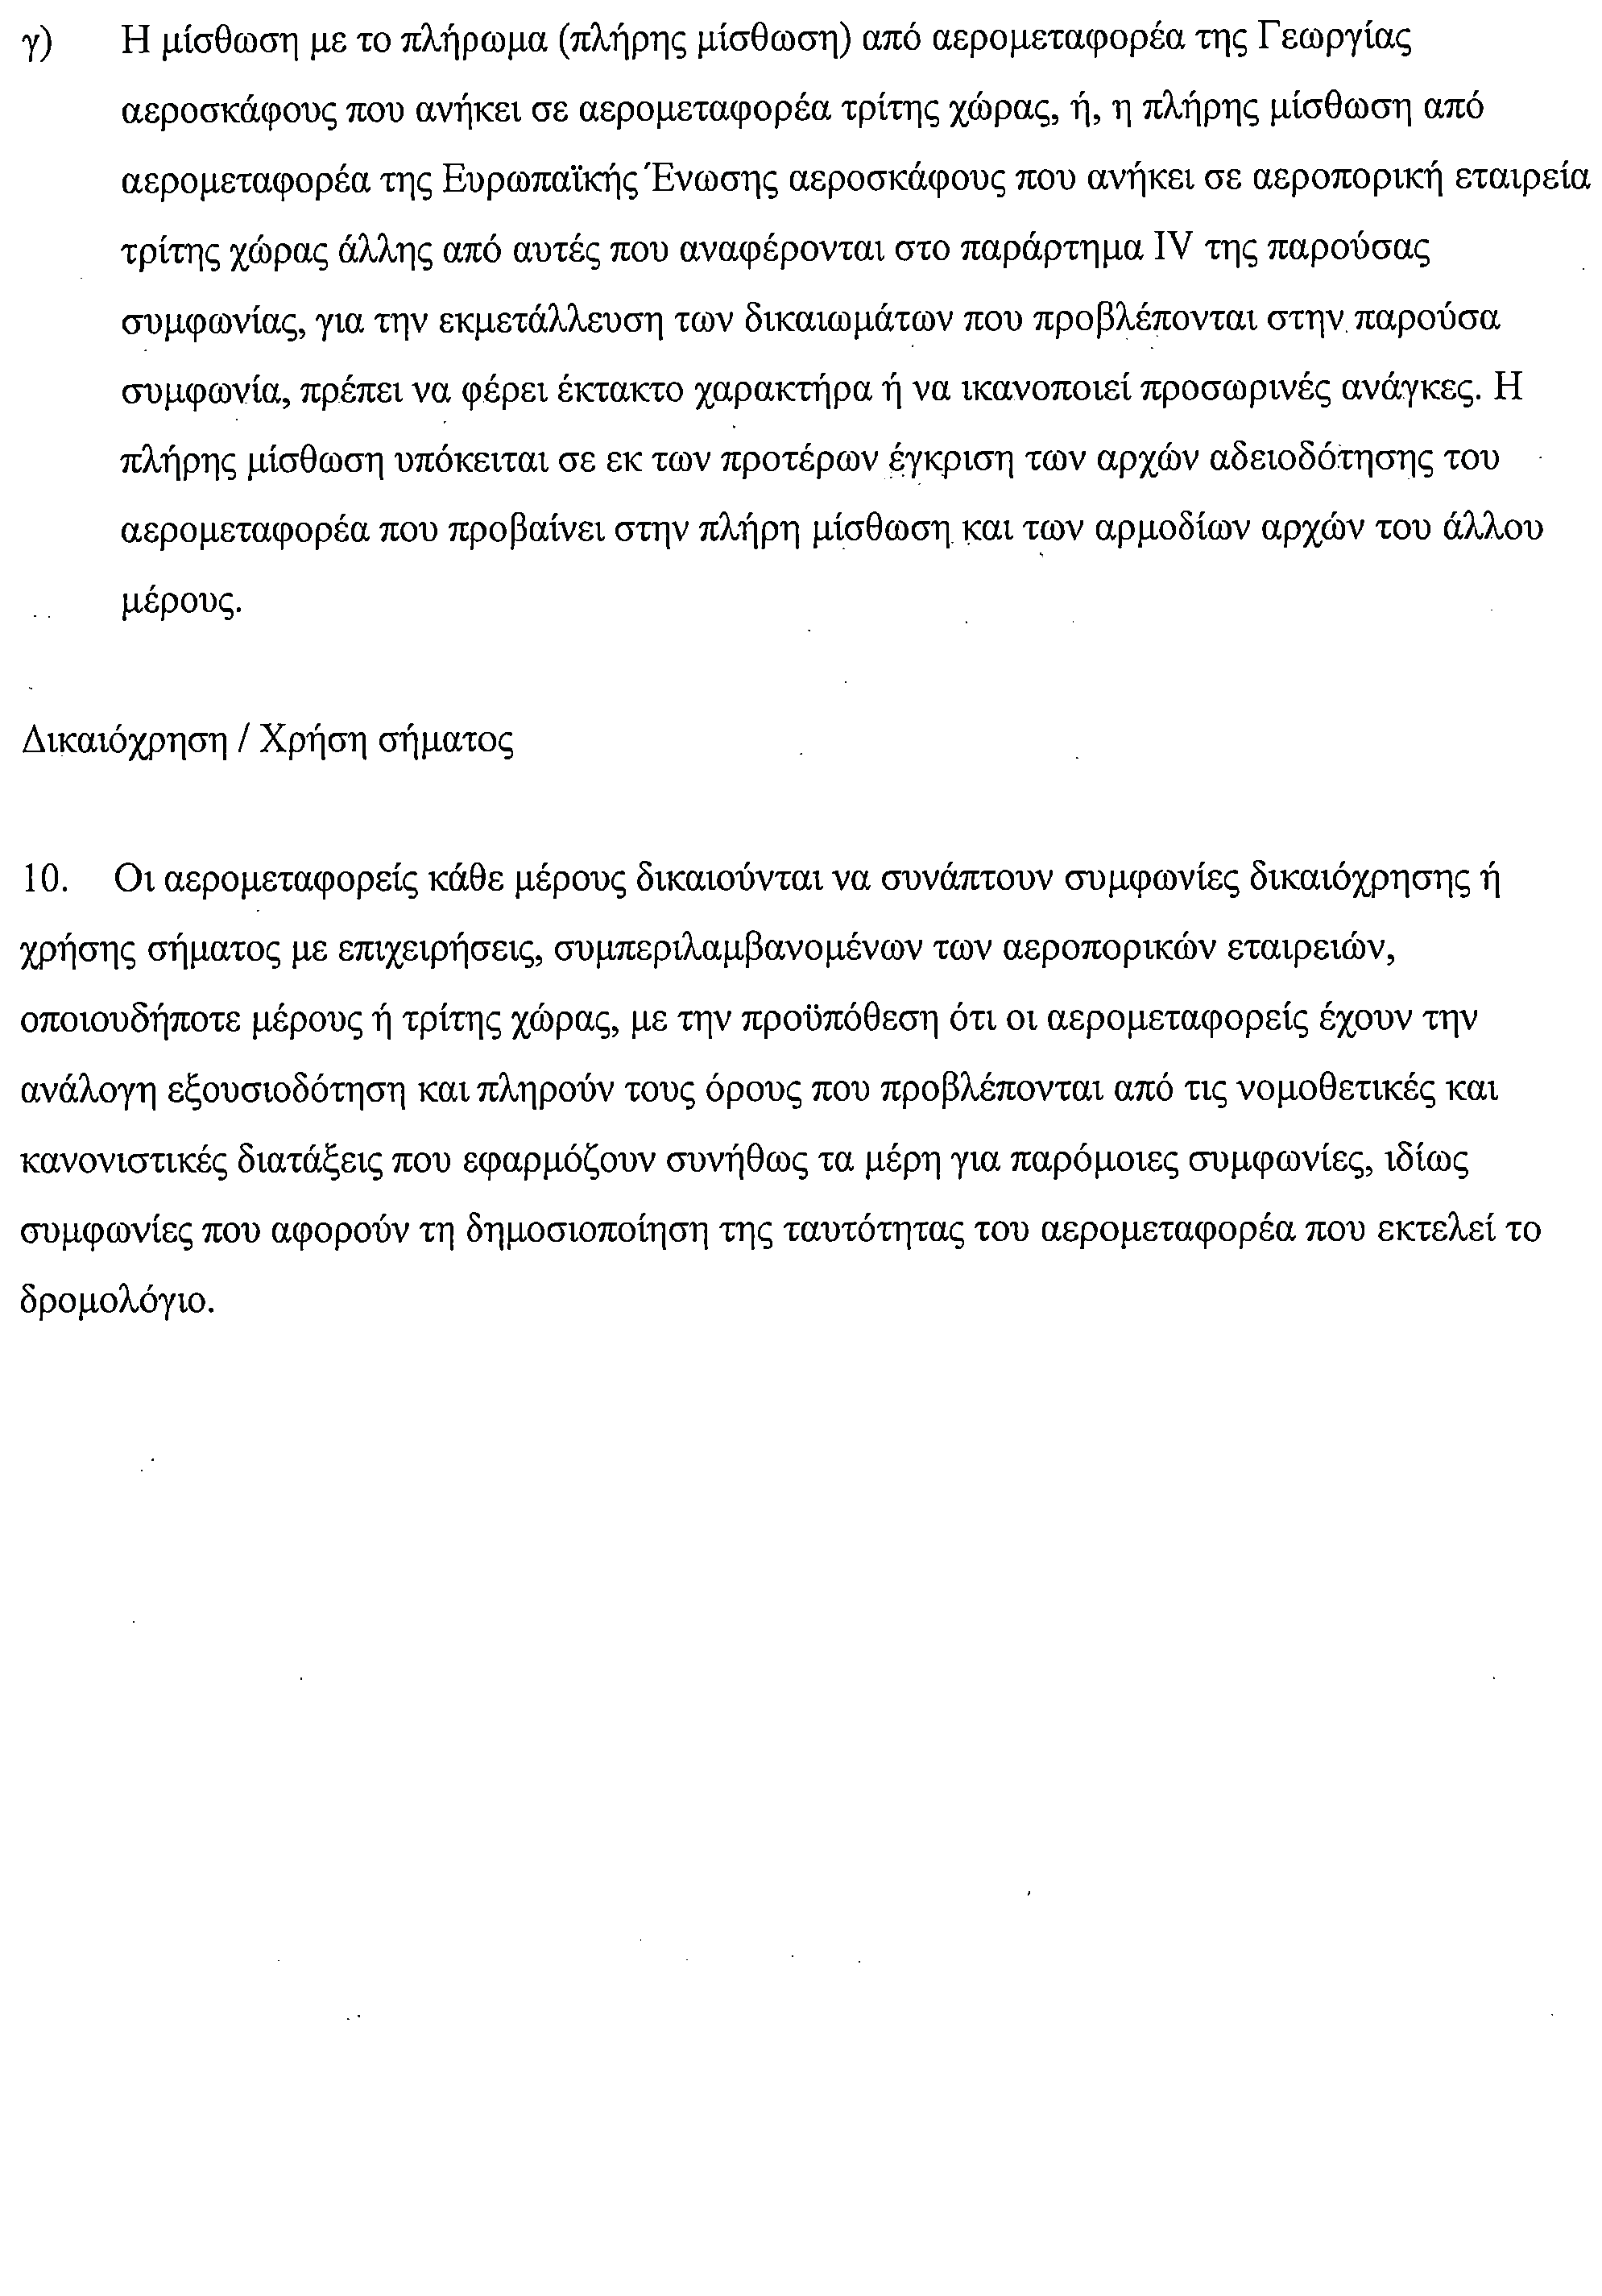 γ) Η μίσθωση με το πλήρωμα (πλήρης μίσθωση) από αερομεταφορέα της Γεωργίας
αεροσκάφους που ανήκει σε αερομεταφορέα τρίτης χώρας, ή, η πλήρης μίσθωση από
αερομεταφορέα της Ευρωπαϊκής Ένωσης αεροσκάφους που ανήκει σε αεροπορική εταιρεία
τρίτης χώρας άλλης από αυτές που αναφέρονται στο παράρτημα IV της παρούσας
συμφωνίας, για την εκμετάλλευση των δικαιωμάτων που προβλέπονται στην παρούσα
συμφωνία, πρέπει να φέρει έκτακτο χαρακτήρα ή να ικανοποιεί προσωρινές ανάγκες. Η
πλήρης μίσθωση υπόκειται σε εκ των προτέρων έγκριση των αρχών αδειοδότησης του
αερομεταφορέα που προβαίνει στην πλήρη μίσθωση και των αρμοδίων αρχών του άλλου
μέρους.
Δικαιόχρηση / Χρήση σήματος
10. Οι αερομεταφορείς κάθε μέρους δικαιούνται να συνάπτουν συμφωνίες δικαιόχρησης ή
χρήσης σήματος με επιχειρήσεις, συμπεριλαμβανομένων των αεροπορικών εταιρειών,
οποιουδήποτε μέρους ή τρίτης χώρας, με την προϋπόθεση ότι οι αερομεταφορείς έχουν την
ανάλογη εξουσιοδότηση και πληρούν τους όρους που προβλέπονται από τις νομοθετικές και
κανονιστικές διατάξεις που εφαρμόζουν συνήθως τα μέρη για παρόμοιες συμφωνίες, ιδίως
συμφωνίες που αφορούν τη δημοσιοποίηση της ταυτότητας του αερομεταφορέα που εκτελεί το
δρομολόγιο.